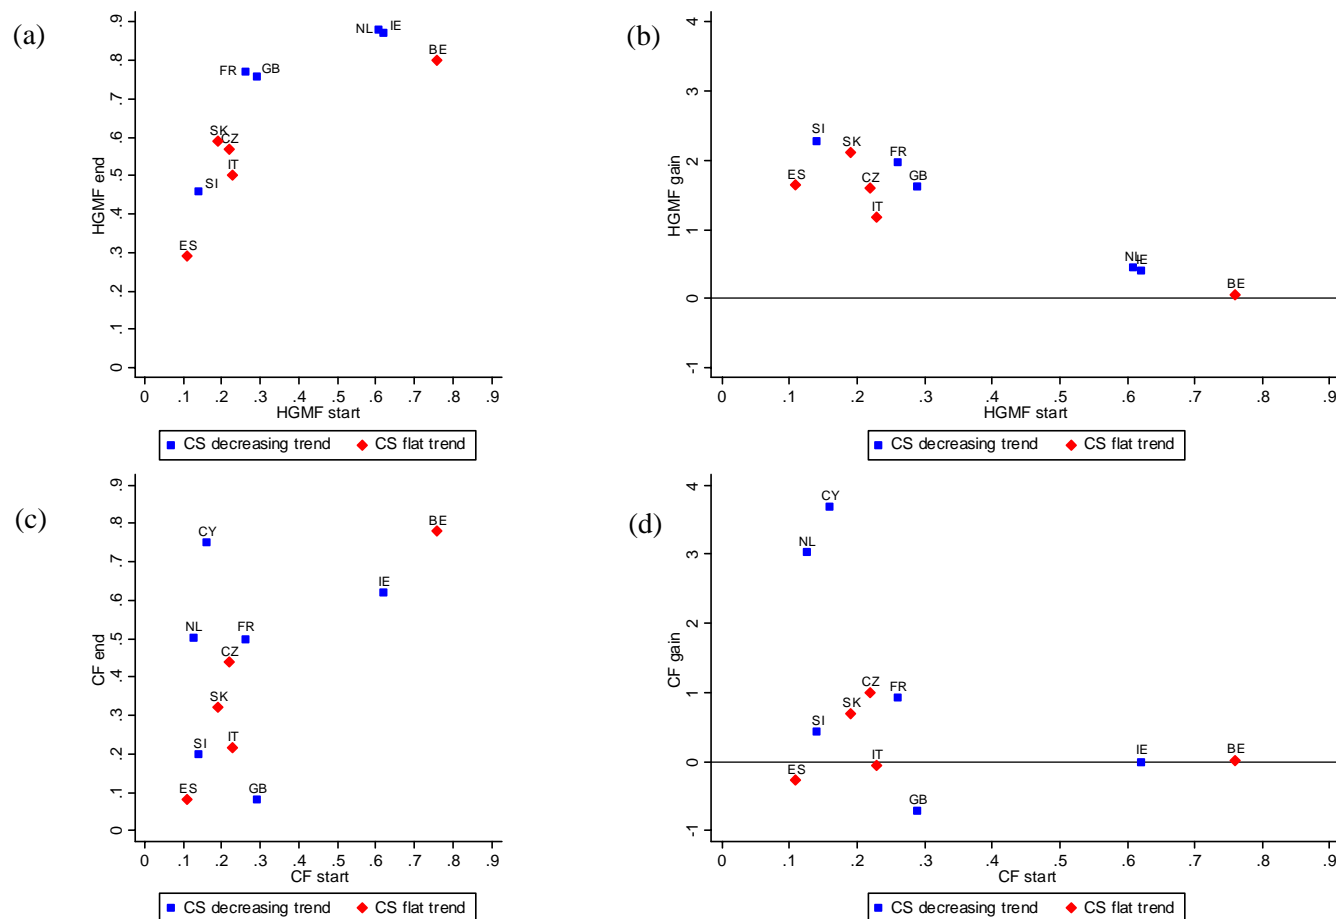 (a)
HGMF end
0 .1 .2 .3 .4 .5 .6 .7 .8 .9
NL IE
BE
FR GB
SK
CZ
IT
SI
ES
0 .1 .2 .3 .4 .5 .6 .7 .8 .9
HGMF start
CS decreasing trend CS flat trend
(b)
HGMF gain
-1 0 1 2 3 4
SI
SK
FR
ES
CZ
GB
IT
NL
IE
BE
0 .1 .2 .3 .4 .5 .6 .7 .8 .9
HGMF start
CS decreasing trend CS flat trend
(c)
CF end
0 .1 .2 .3 .4 .5 .6 .7 .8 .9
CY
BE
IE
NL FR
CZ
SK
SI IT
ES GB
0 .1 .2 .3 .4 .5 .6 .7 .8 .9
CF start
CS decreasing trend CS flat trend
(d)
CF gain
-1 0 1 2 3 4
CY
NL
CZ
FR
SK
SI
IT
ES
GB
IE BE
0 .1 .2 .3 .4 .5 .6 .7 .8 .9
CF start
CS decreasing trend CS flat trend